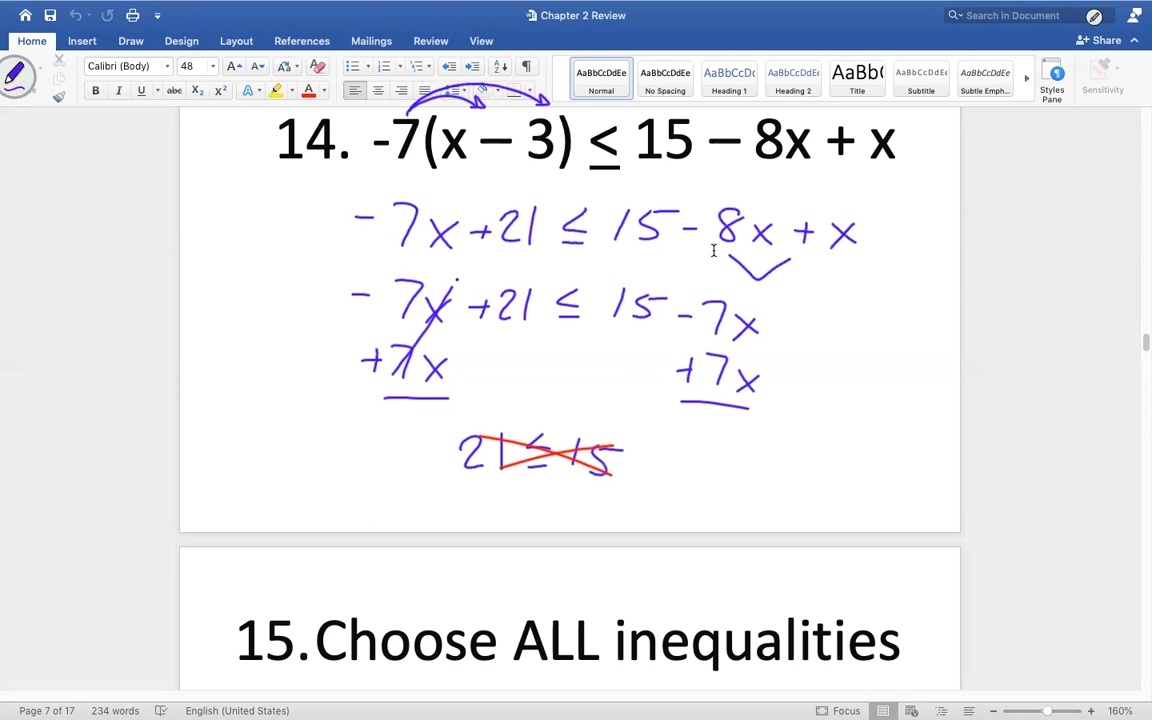 Chapter 2 Review
Search in Document
Home Insert Draw Design Layout References Mailings Review View
Share
Calibri (Body) 48
AaBbCcDdEe AaBbCcDdEe AaBbCcDc AaBbCcDdEe AaBb( AaBbCcDdEe AaBbCcDdEe
Normal No Spacing Heading 1 Heading 2 Title Subtitle Subtle Emph...
Styles Pane
Sensitivity
14. -7(x – 3) ≤ 15 – 8x + x
-7x+21 ≤ 15-8x + x
-7x +21 ≤ 15 -7x
+7x +7x
21 ≤ 15
15. Choose ALL inequalities
Page 7 of 17 234 words English (United States) Focus 160%